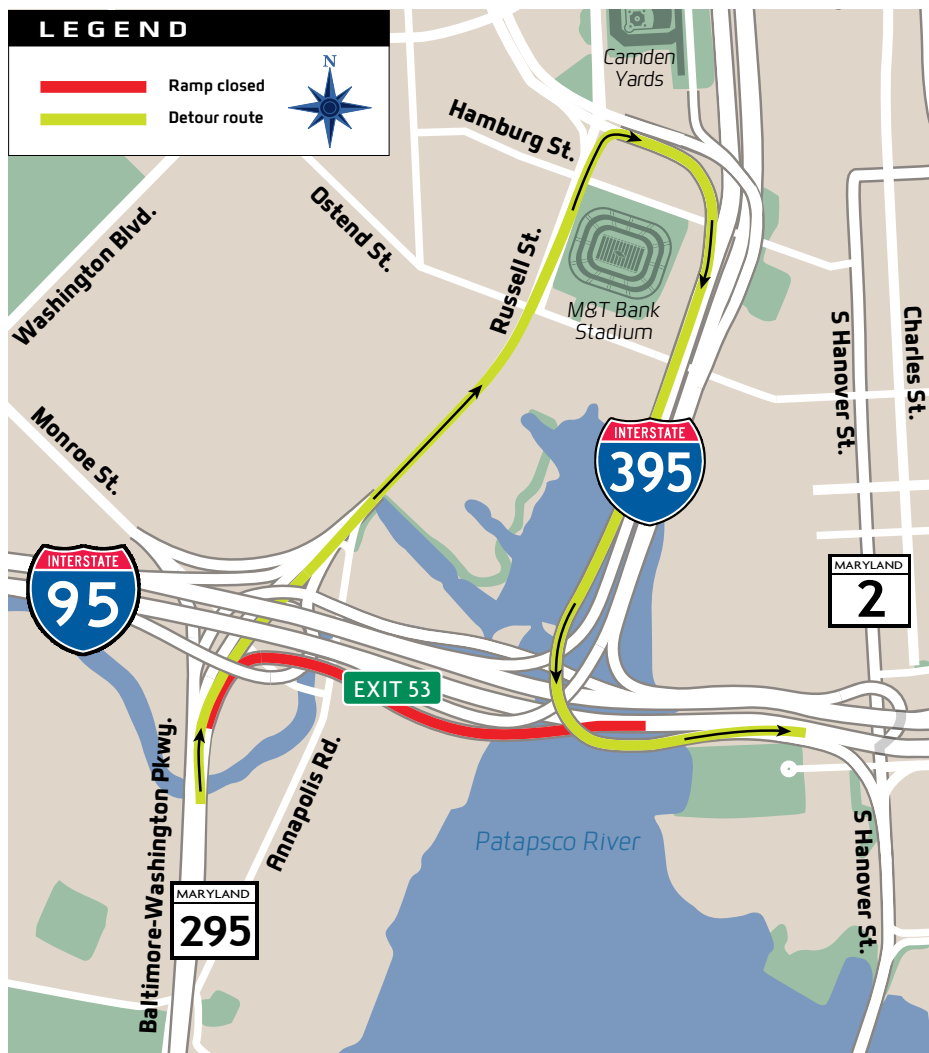 LEGEND
N
Ramp closed
Detour route
Camden
Yards
Hamburg St.
Ostend St.
Washington Blvd.
Russell St.
M&T Bank
Stadium
S Hanover St.
Charles St.
Monroe St.
INTERSTATE
395
INTERSTATE
95
MARYLAND
2
EXIT 53
Baltimore-Washington Pkwy.
Annapolis Rd.
Patapsco River
S Hanover St.
MARYLAND
295